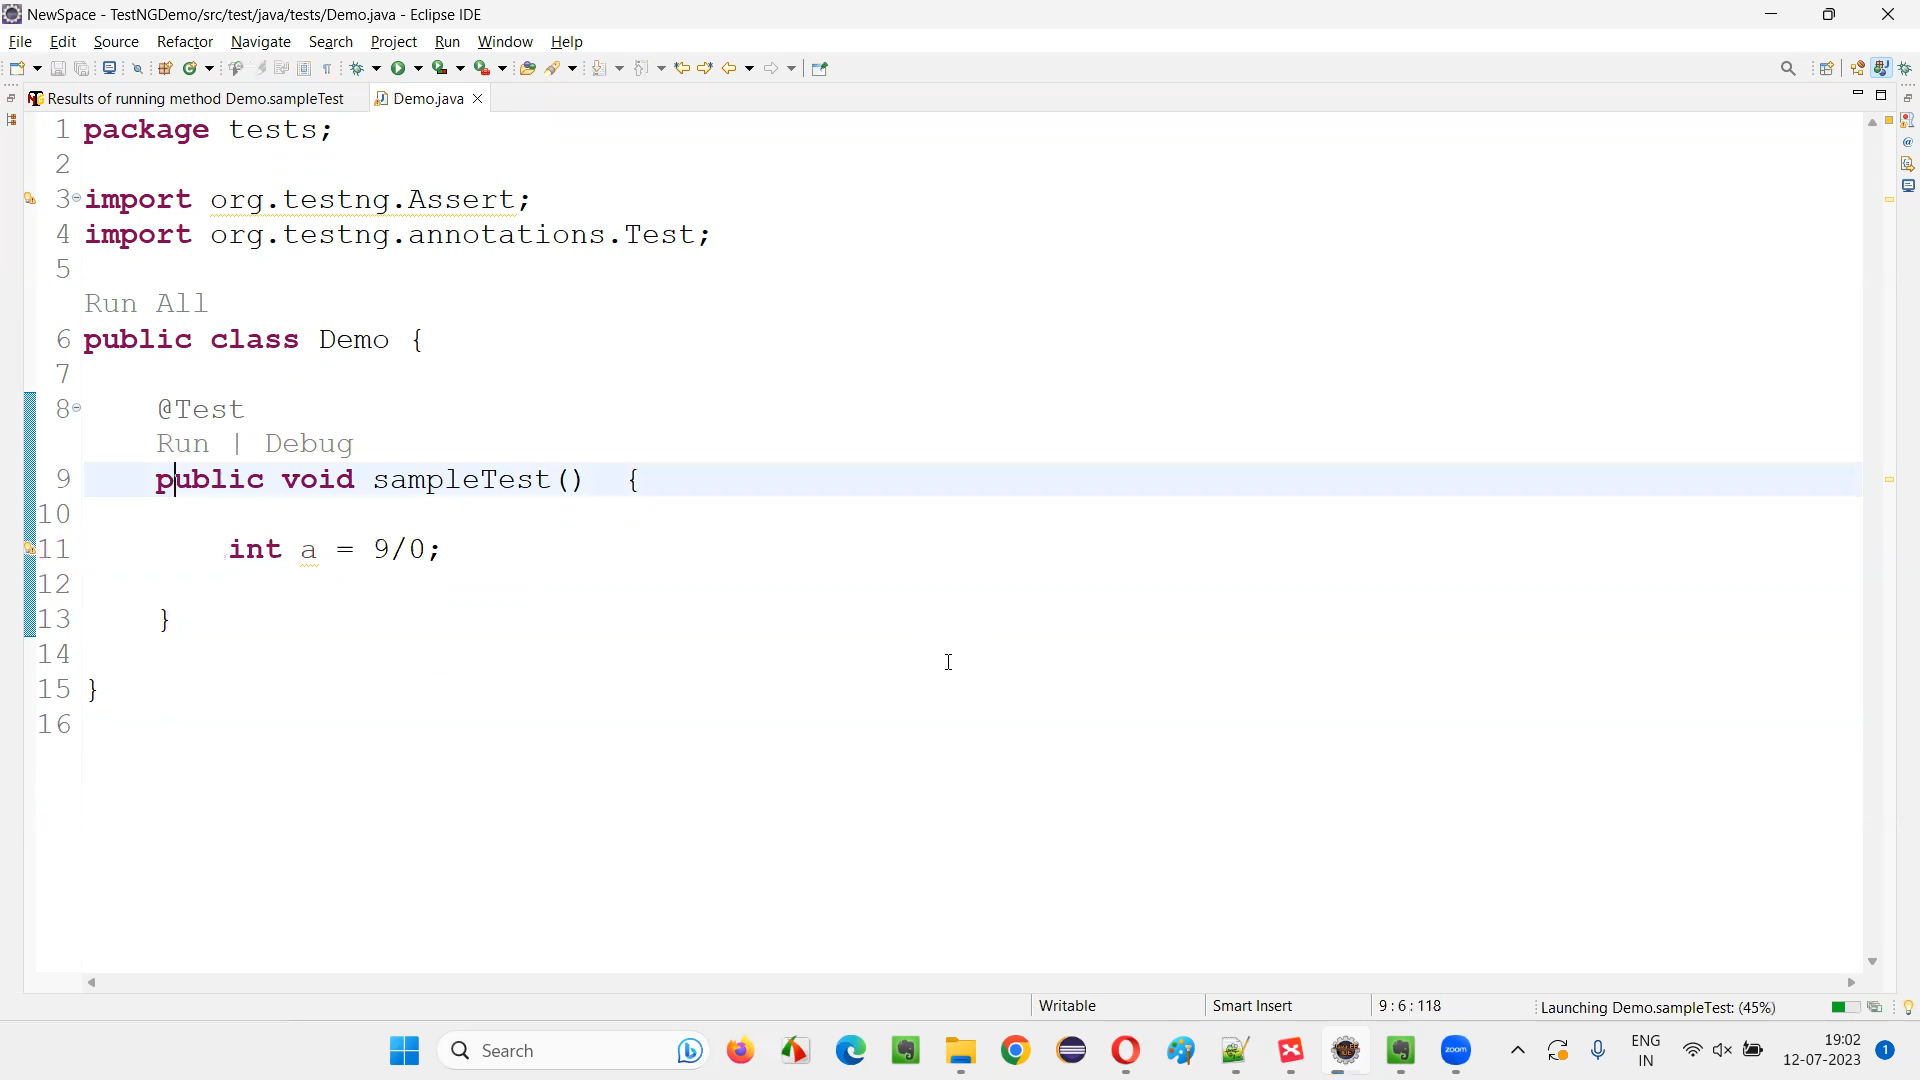 NewSpace - TestNGDemo/src/test/java/tests/Demo.java - Eclipse IDE
File Edit Source Refactor Navigate Search Project Run Window Help
Results of running method Demo.sampleTest Demo.java
1 package tests;
2
3 import org.testng.Assert;
4 import org.testng.annotations.Test;
5
Run All
6 public class Demo {
7
8 @Test
Run | Debug
9 public void sampleTest() {
10
11 int a = 9/0;
12
13 }
14
15 }
16
Writable Smart Insert 9 : 6 : 118 Launching Demo.sampleTest: (45%)
Search zoom ENG 19:02
IN 12-07-2023 1